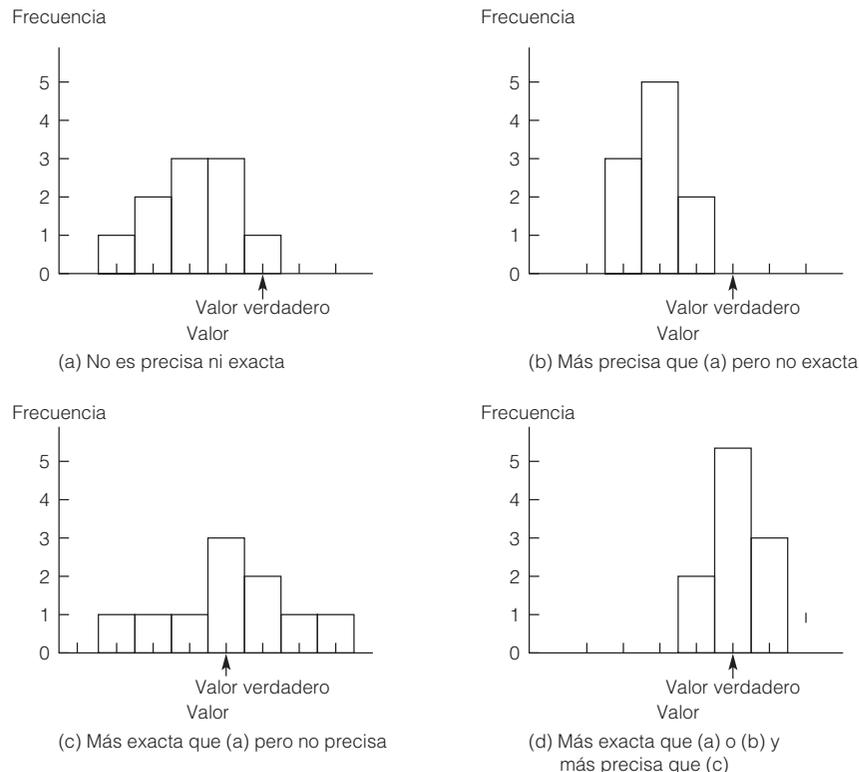 Frecuencia
5
4
3
2
1
0
Valor verdadero
Valor
(a) No es precisa ni exacta
Frecuencia
5
4
3
2
1
0
Valor verdadero
Valor
(b) Más precisa que (a) pero no exacta
Frecuencia
5
4
3
2
1
0
Valor verdadero
Valor
(c) Más exacta que (a) pero no precisa
Frecuencia
5
4
3
2
1
0
Valor verdadero
Valor
(d) Más exacta que (a) o (b) y
más precisa que (c)